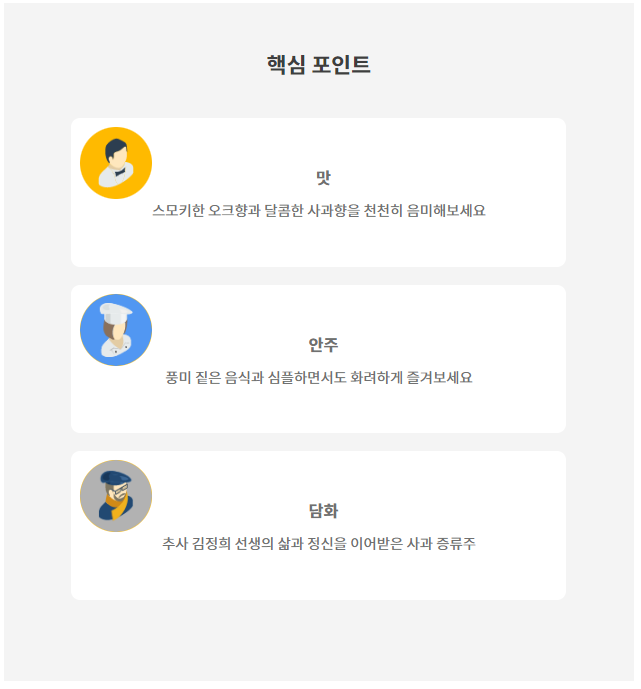 핵심 포인트
맛
스모키한 오크향과 달콤한 사과향을 천천히 음미해보세요
안주
풍미 짙은 음식과 심플하면서도 화려하게 즐겨보세요
담화
추사 김정희 선생의 삶과 정신을 이어받은 사과 증류주